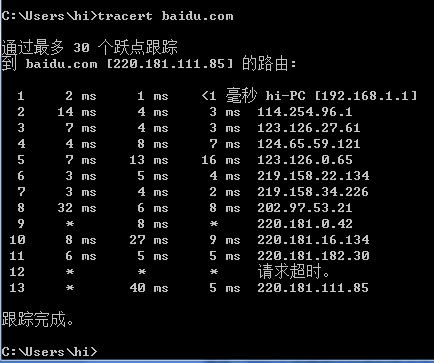 C:\Users\hi>tracert baidu.com
通过最多 30 个跃点跟踪
到 baidu.com [220.181.111.85] 的路由:
1 2 ms 1 ms <1 毫秒 hi-PC [192.168.1.1]
2 14 ms 4 ms 3 ms 114.254.96.1
3 7 ms 4 ms 3 ms 123.126.27.61
4 4 ms 8 ms 7 ms 124.65.59.121
5 7 ms 13 ms 16 ms 123.126.0.65
6 3 ms 5 ms 4 ms 219.158.22.134
7 3 ms 4 ms 2 ms 219.158.34.226
8 32 ms 6 ms 8 ms 202.97.53.21
9 * 8 ms * 220.181.0.42
10 8 ms 27 ms 9 ms 220.181.16.134
11 6 ms 5 ms 5 ms 220.181.182.30
12 * * * 请求超时。
13 * 40 ms 5 ms 220.181.111.85
跟踪完成。
C:\Users\hi>